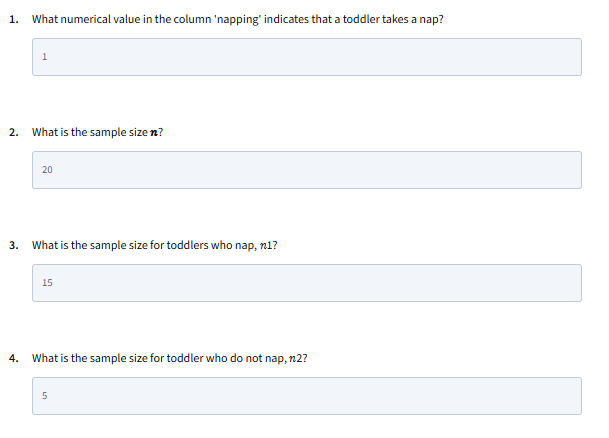 1. What numerical value in the column 'napping' indicates that a toddler takes a nap?
1
2. What is the sample size n?
20
3. What is the sample size for toddlers who nap, n1?
15
4. What is the sample size for toddler who do not nap, n2?
5